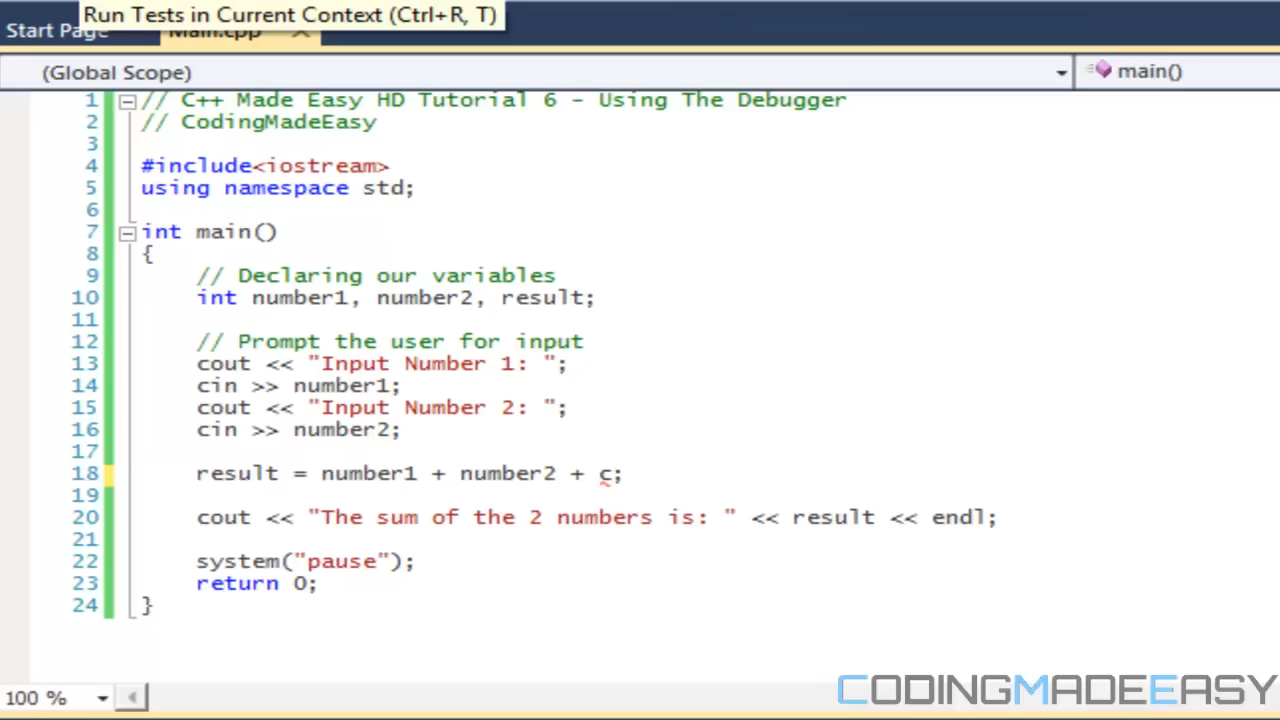 Run Tests in Current Context (Ctrl+R, T)
Start Page Main.cpp
(Global Scope) main()
1 // C++ Made Easy HD Tutorial 6 - Using The Debugger
2 // CodingMadeEasy
3
4 #include<iostream>
5 using namespace std;
6
7 int main()
8 {
9 // Declaring our variables
10 int number1, number2, result;
11
12 // Prompt the user for input
13 cout << "Input Number 1: ";
14 cin >> number1;
15 cout << "Input Number 2: ";
16 cin >> number2;
17
18 result = number1 + number2 + c;
19
20 cout << "The sum of the 2 numbers is: " << result << endl;
21
22 system("pause");
23 return 0;
24 }
100 %
CODINGMADEEASY